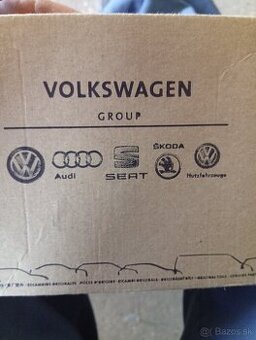 VOLKSWAGEN
GROUP
Audi
SEAT
ŠKODA
Nutzfahrzeuge
Bazos.sk